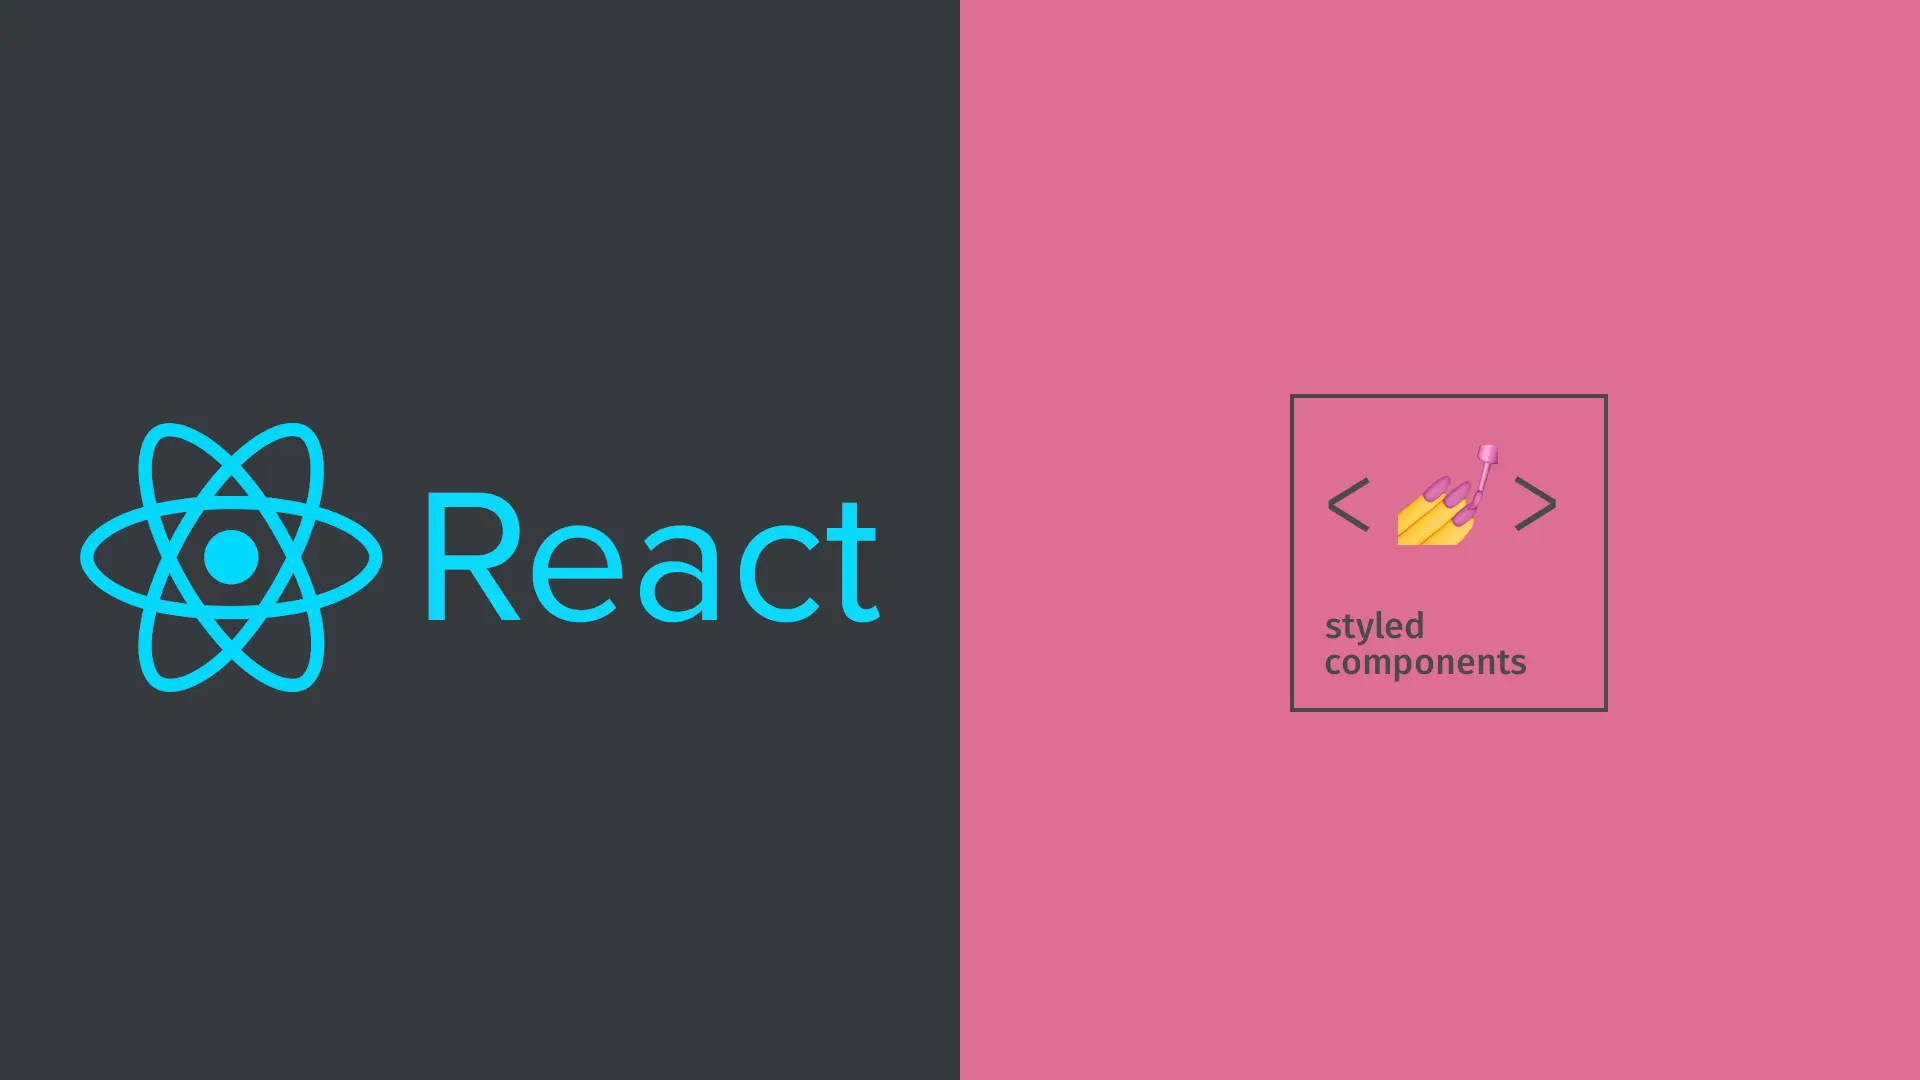 React
< >
styled
components